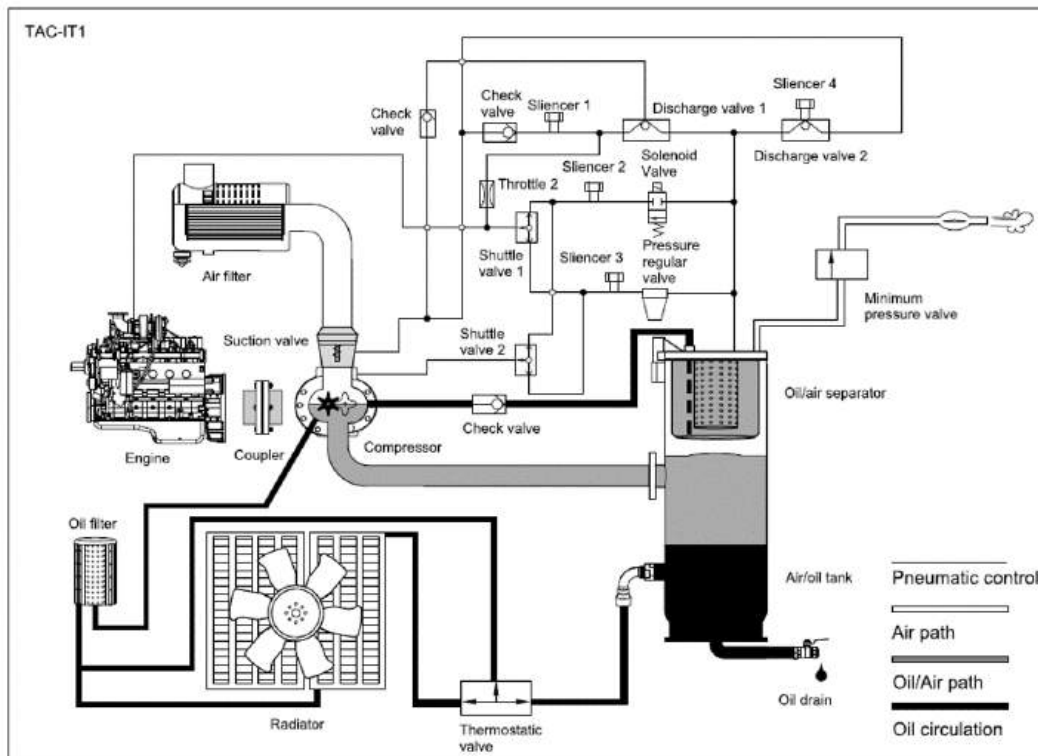 TAC-IT1
Sliencer 4
Check
valve
Sliencer 1
Discharge valve 1
Check
valve
Discharge valve 2
Sliencer 2
Solenoid
Valve
Throttle 2
Shuttle
valve 1
Sliencer 3
Pressure
regular
valve
Air filter
Minimum
pressure valve
Suction valve
Shuttle
valve 2
Oil/air separator
Check valve
Compressor
Engine
Coupler
Oil filter
Air/oil tank
Pneumatic control
Air path
Oil/Air path
Oil circulation
Oil drain
Radiator
Thermostatic
valve